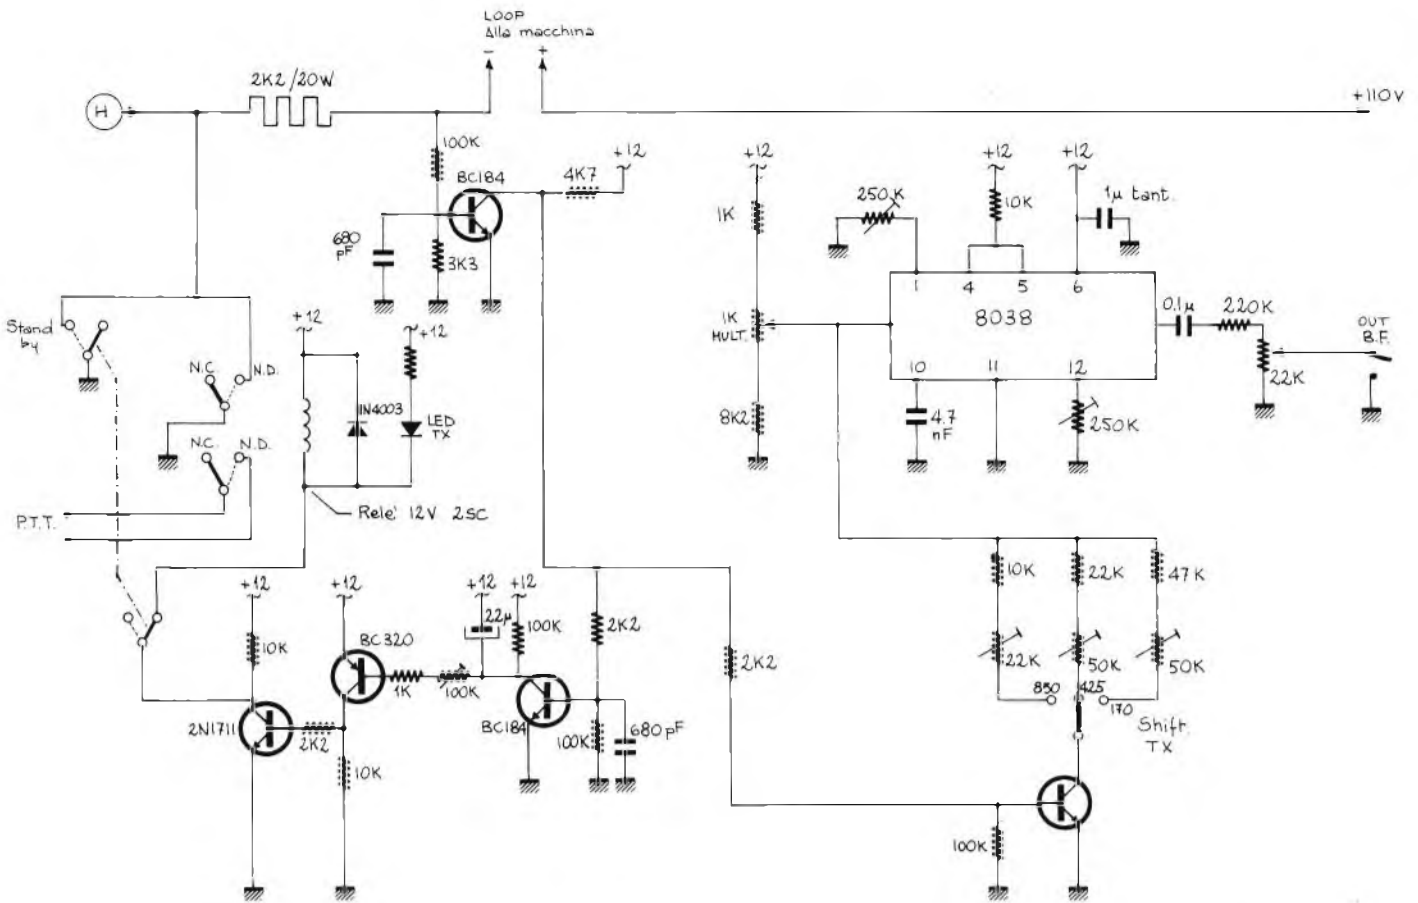 LOOP
Alla macchina
- +
2K2/20W
H
+110V
100K
BC184
4K7
+12
+12
+12
+12
1µ tant.
250K
10K
1K
680
pF
3K3
1 4 5 6
8038
0.1µ
220K
OUT
B.F.
Stand
by
+12
+12
1K
MULT.
22K
N.C. N.D.
10 11 12
1N4003
LED
TX
8K2
4.7
nF
250K
N.C. N.D.
P.T.T.
Rele' 12V 2SC
10K
22K
47K
+12
+12
+12
+12
22µ
100K
2K2
10K
BC320
2K2
22K
50K
50K
1K
100K
850
425
170
2N1711
2K2
BC184
100K
680pF
Shift
TX
10K
100K